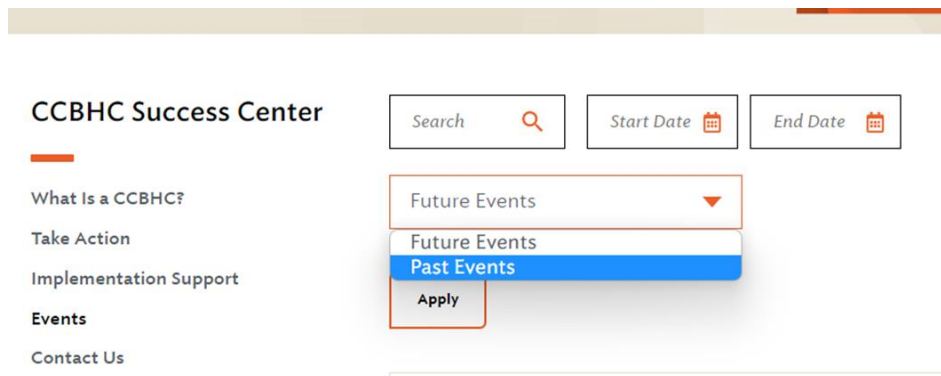 CCBHC Success Center
What Is a CCBHC?
Take Action
Implementation Support
Events
Contact Us
Search
Start Date
End Date
Future Events
Future Events
Past Events
Apply